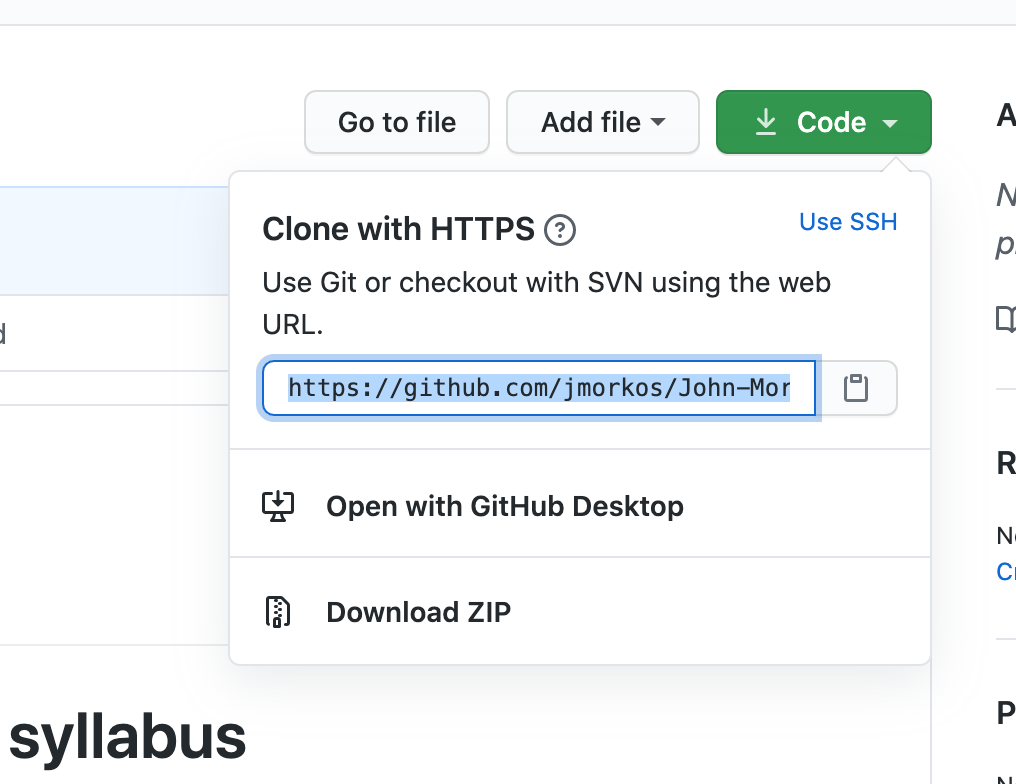 Go to file
Add file
Code
Clone with HTTPS ?
Use SSH
Use Git or checkout with SVN using the web
URL.
https://github.com/jmorkos/John-Mor
Open with GitHub Desktop
Download ZIP
syllabus